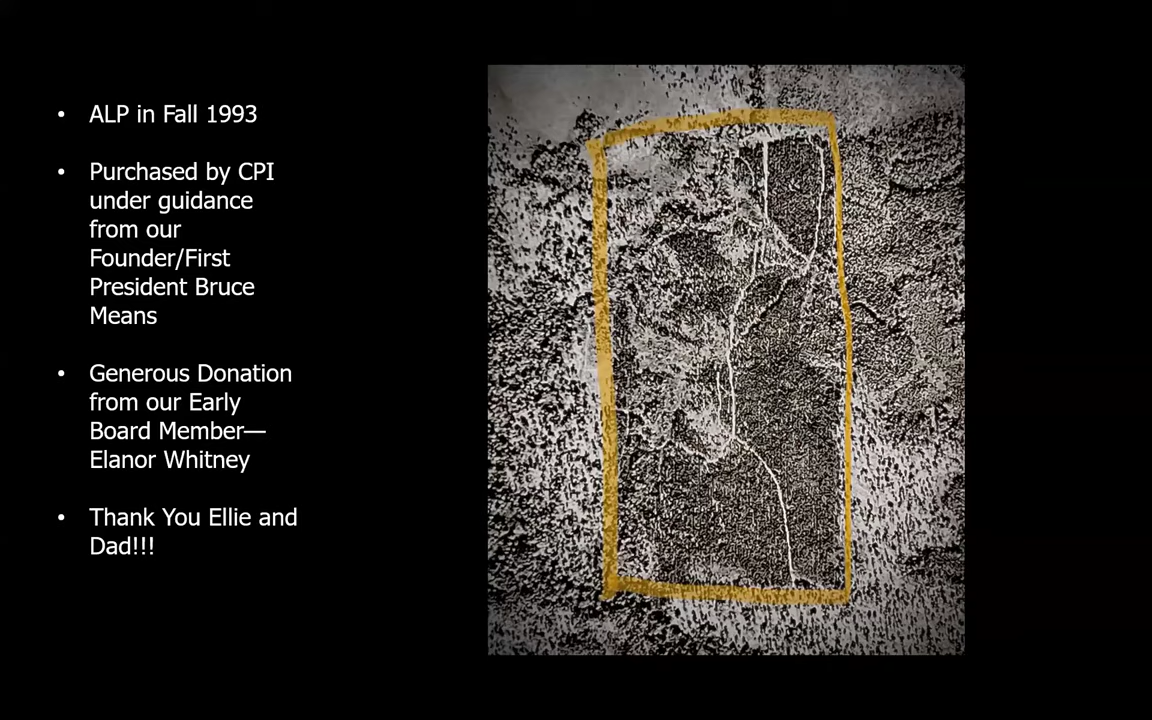 • ALP in Fall 1993
• Purchased by CPI
under guidance
from our
Founder/First
President Bruce
Means
• Generous Donation
from our Early
Board Member—
Elanor Whitney
• Thank You Ellie and
Dad!!!